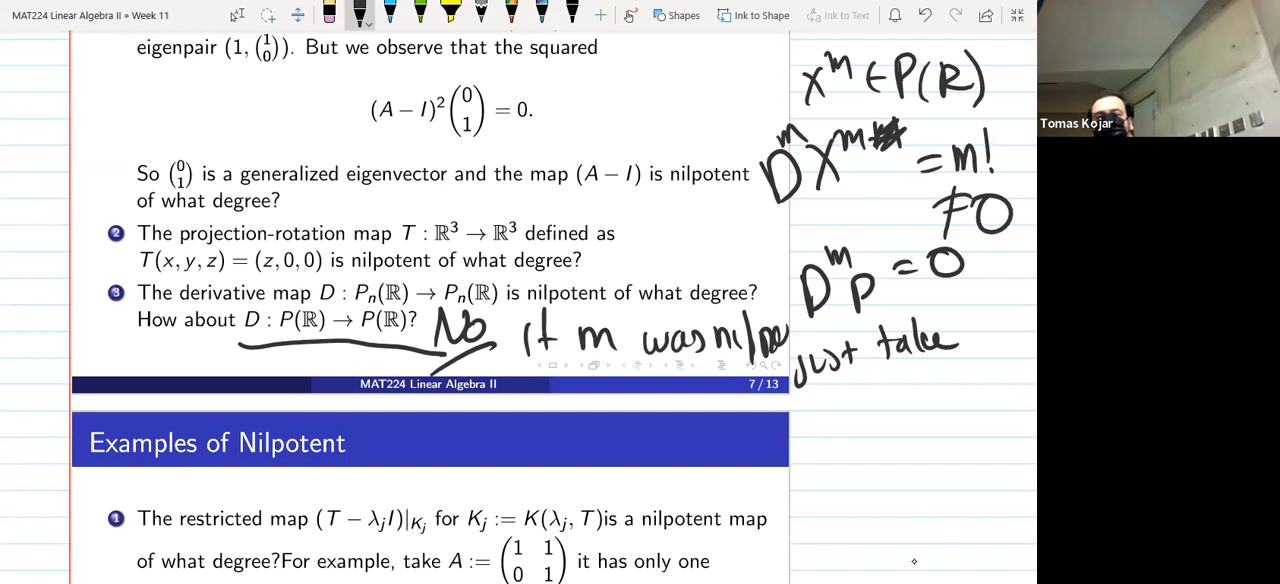 MAT224 Linear Algebra II » Week 11
Shapes
Ink to Shape
Ink to Text
eigenpair (1, (1 0)). But we observe that the squared
(A − I)² (0 1) = 0.
So (0 1) is a generalized eigenvector and the map (A − I) is nilpotent
of what degree?
2 The projection-rotation map T : ℝ³ → ℝ³ defined as
T(x, y, z) = (z, 0, 0) is nilpotent of what degree?
3 The derivative map D : Pₙ(ℝ) → Pₙ(ℝ) is nilpotent of what degree?
How about D : P(ℝ) → P(ℝ)?
No if m was
just take
MAT224 Linear Algebra II
7 / 13
xᵐ ∈ P(ℝ)
Dᵐ xᵐ = m!
≠ 0
Dᵐ p = 0
Tomas Kojar
Examples of Nilpotent
1 The restricted map (T − λⱼI)|Kⱼ for Kⱼ := K(λⱼ, T)is a nilpotent map
of what degree?For example, take A := (1 1 0 1) it has only one